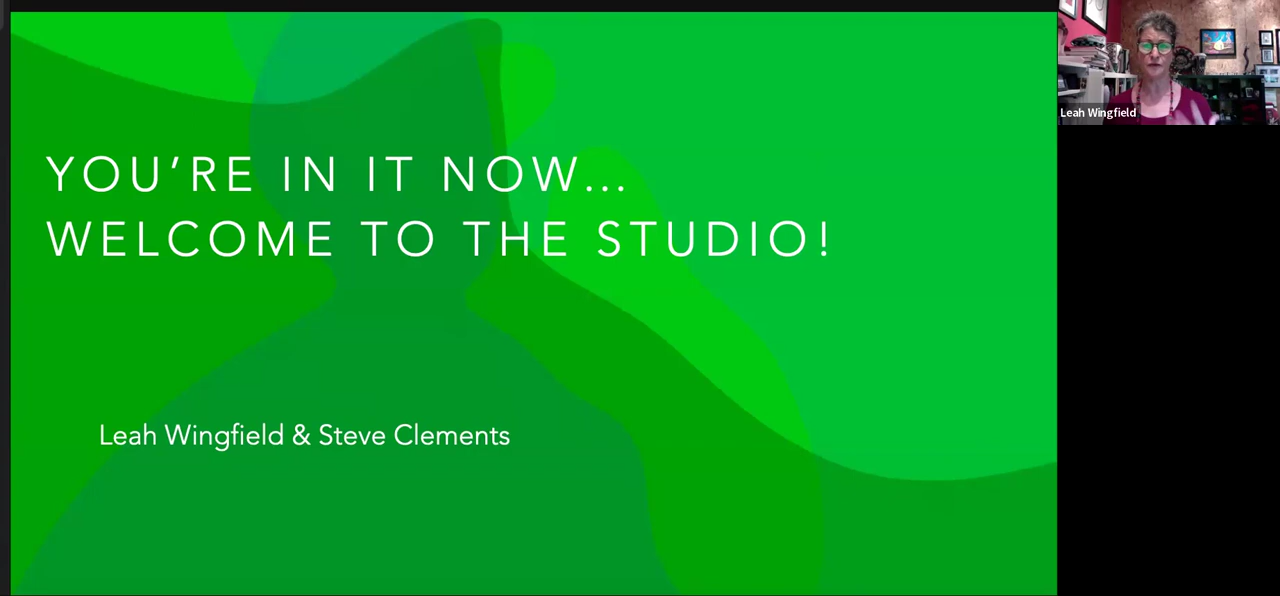 YOU’RE IN IT NOW...
WELCOME TO THE STUDIO!
Leah Wingfield & Steve Clements
Leah Wingfield